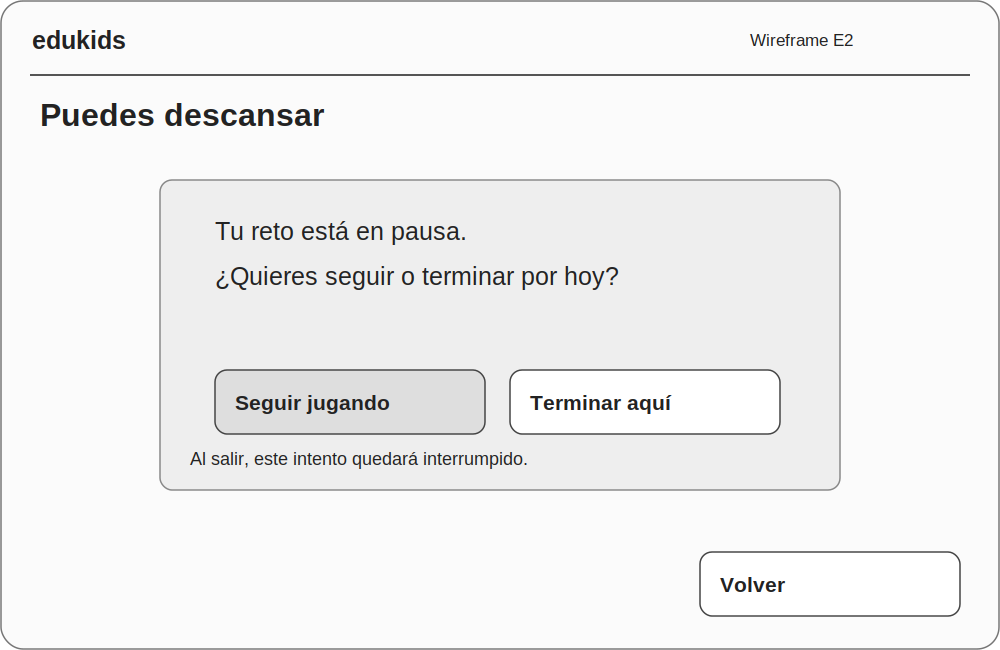 edukids
Wireframe E2
Puedes descansar
Tu reto está en pausa.
¿Quieres seguir o terminar por hoy?
Seguir jugando
Terminar aquí
Al salir, este intento quedará interrumpido.
Volver